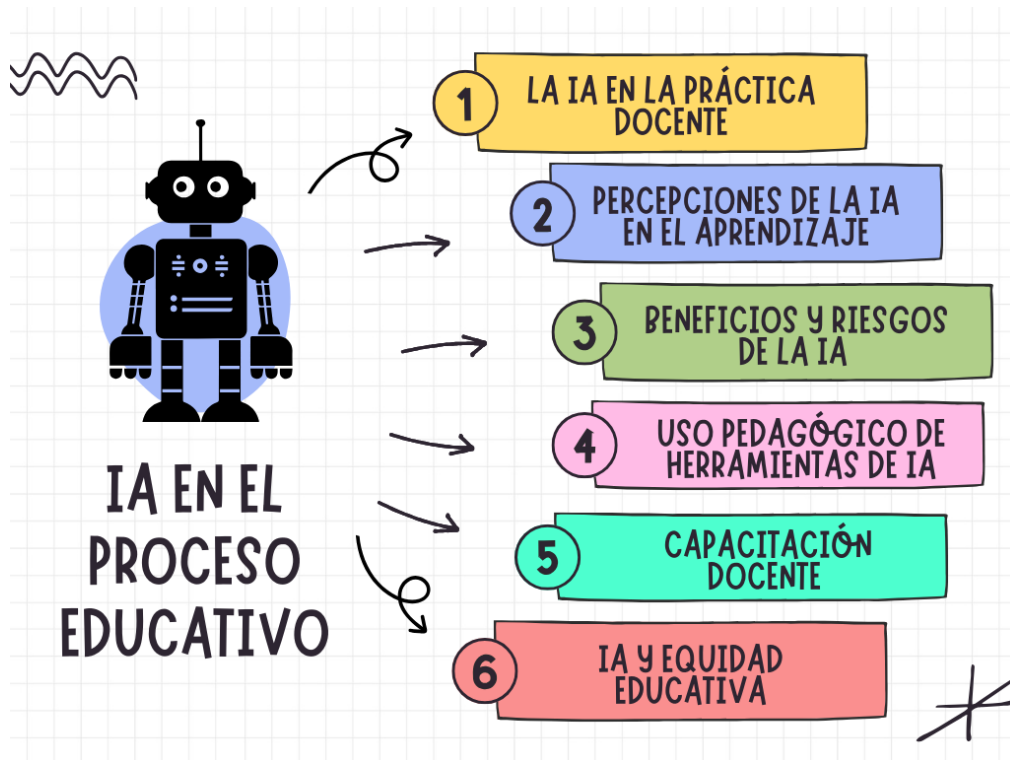 IA EN EL
PROCESO
EDUCATIVO
1
LA IA EN LA PRÁCTICA
DOCENTE
2
PERCEPCIONES DE LA IA
EN EL APRENDIZAJE
3
BENEFICIOS Y RIESGOS
DE LA IA
4
USO PEDAGÓGICO DE
HERRAMIENTAS DE IA
5
CAPACITACIÓN
DOCENTE
6
IA Y EQUIDAD
EDUCATIVA